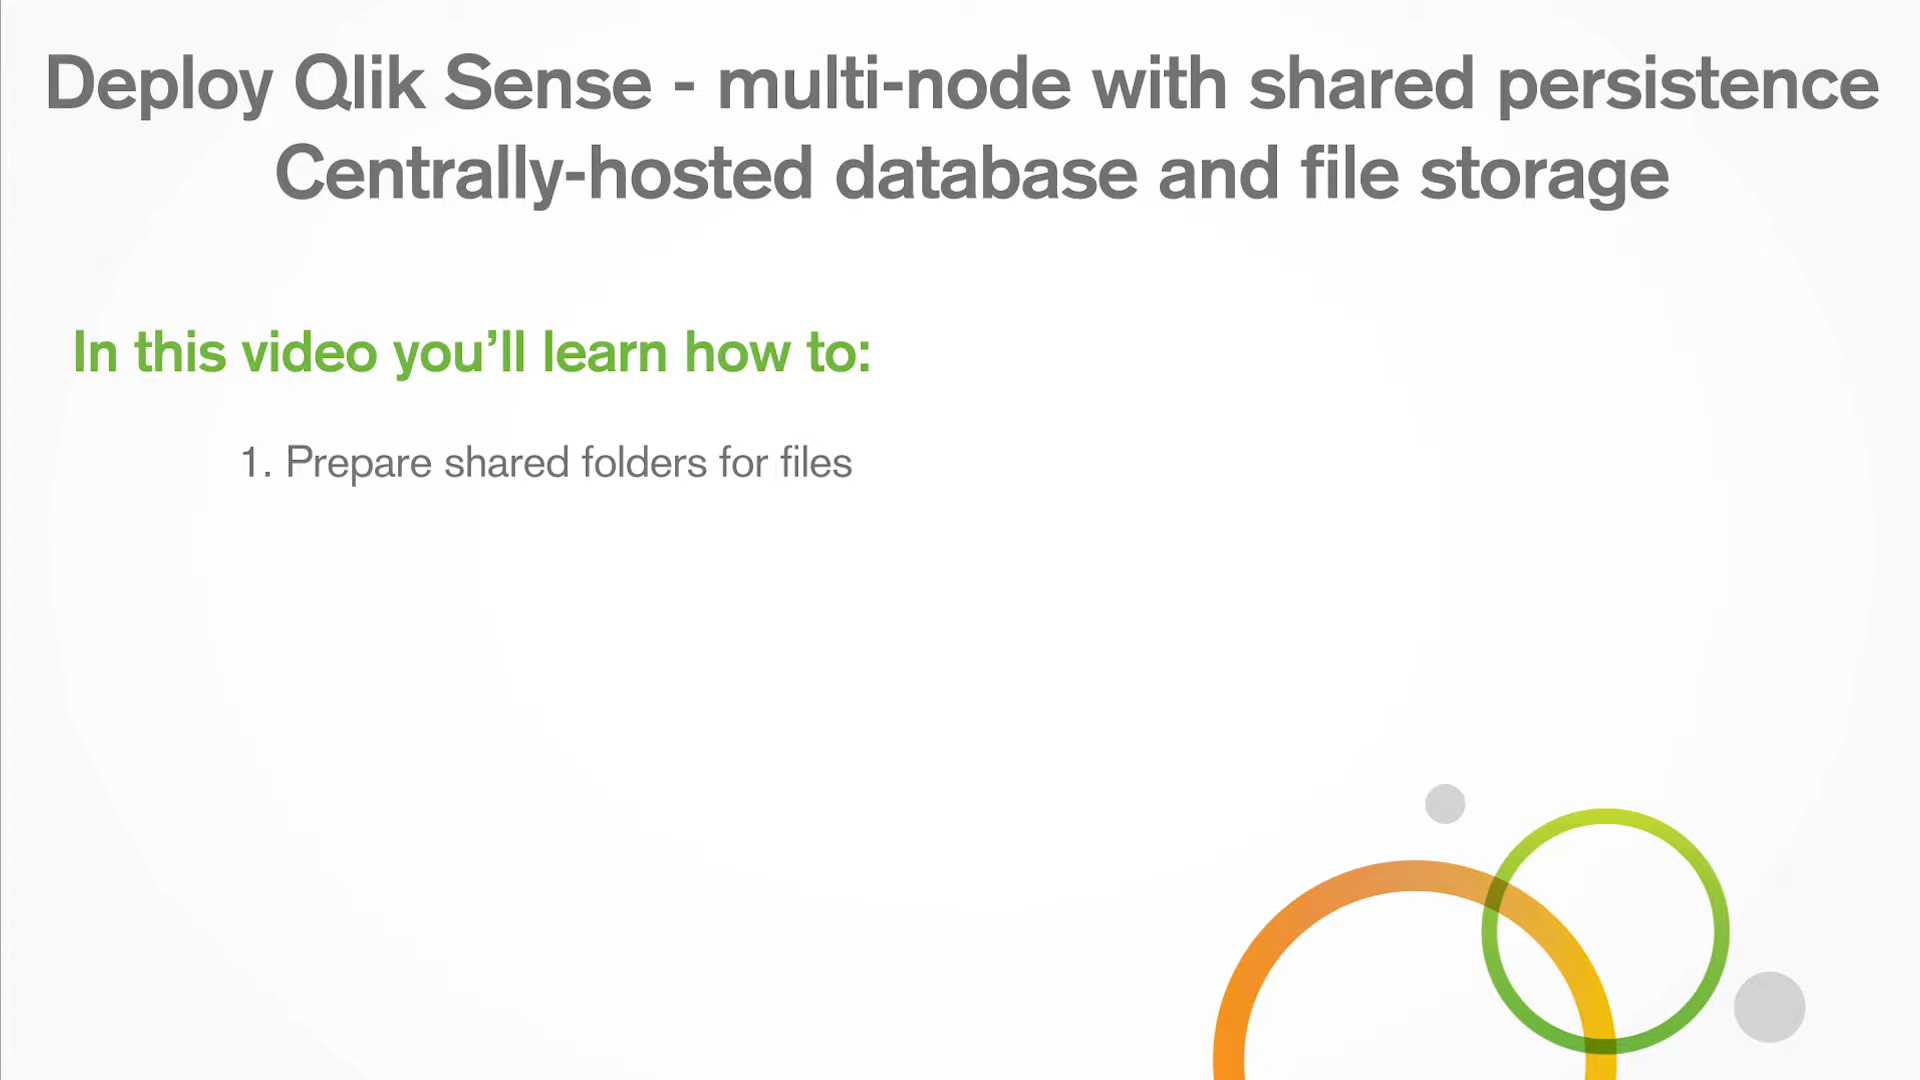 Deploy Qlik Sense - multi-node with shared persistence
Centrally-hosted database and file storage
In this video you’ll learn how to:
1. Prepare shared folders for files